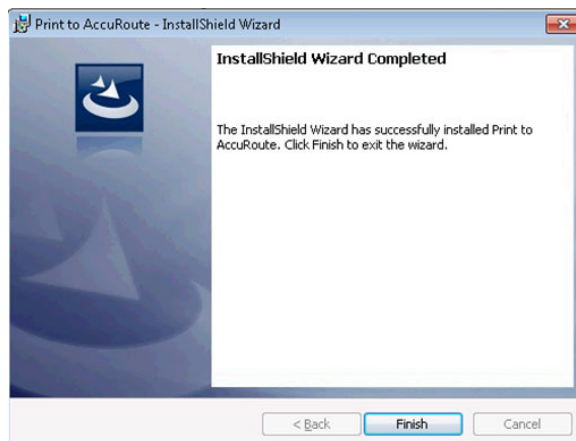 Print to AccuRoute - InstallShield Wizard
InstallShield Wizard Completed
The InstallShield Wizard has successfully installed Print to
AccuRoute. Click Finish to exit the wizard.
< Back Finish Cancel